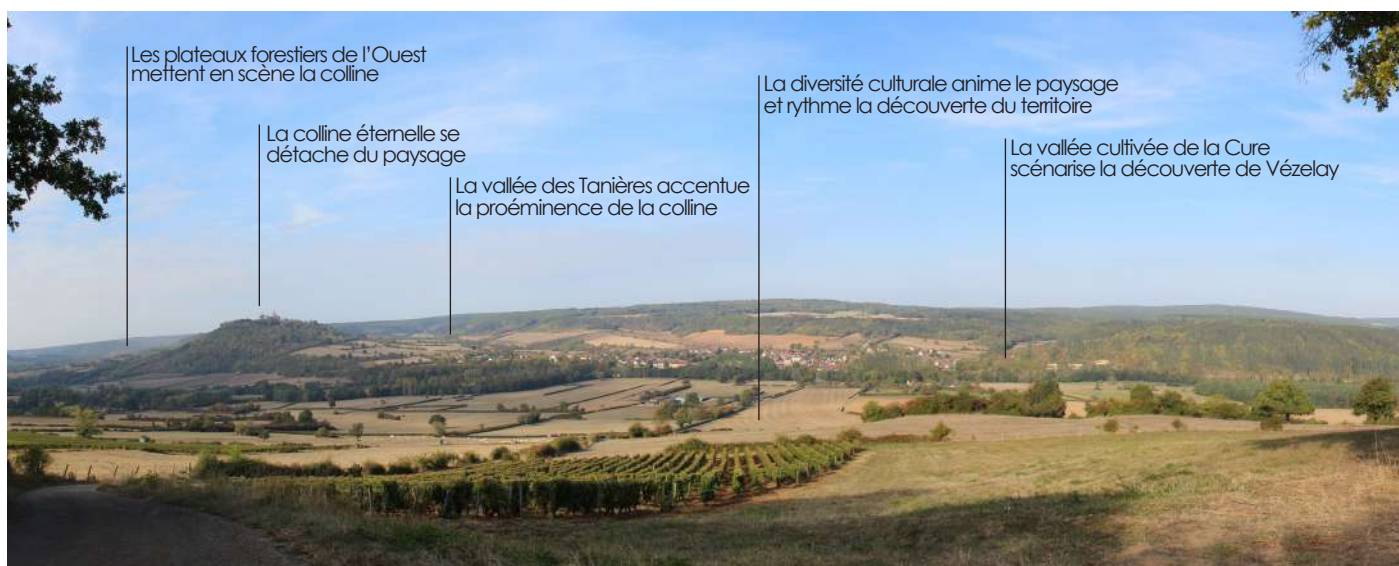 Les plateaux forestiers de l'Ouest
mettent en scène la colline
La colline éternelle se
détache du paysage
La vallée des Tanières accentue
la proéminence de la colline
La diversité culturale anime le paysage
et rythme la découverte du territoire
La vallée cultivée de la Cure
scénarise la découverte de Vézelay